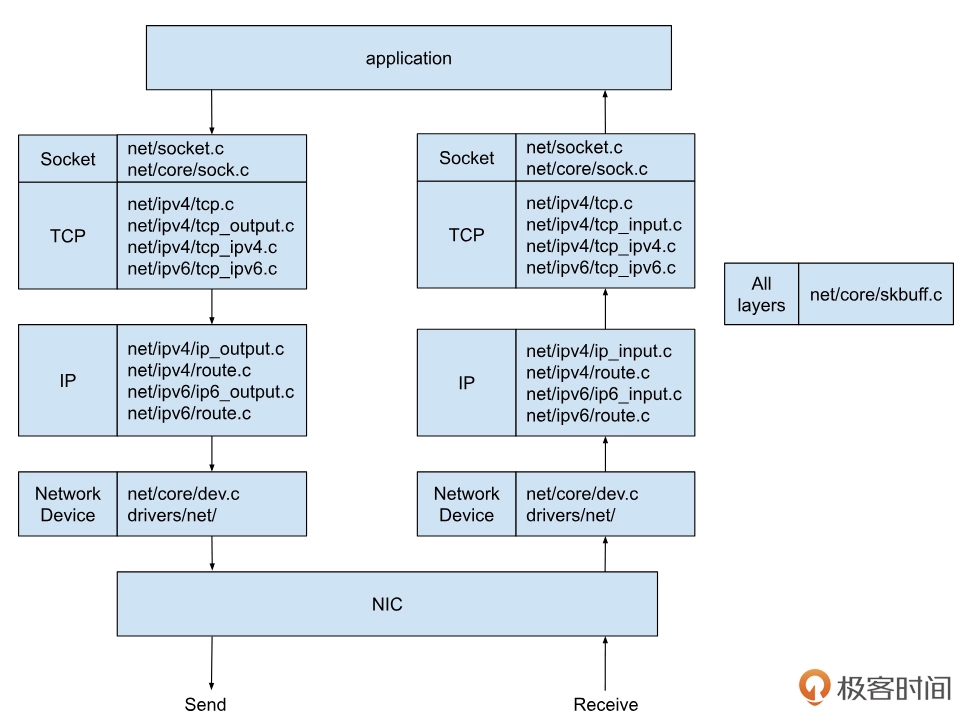 application
Socket
net/socket.c
net/core/sock.c
TCP
net/ipv4/tcp.c
net/ipv4/tcp_output.c
net/ipv4/tcp_ipv4.c
net/ipv6/tcp_ipv6.c
IP
net/ipv4/ip_output.c
net/ipv4/route.c
net/ipv6/ip6_output.c
net/ipv6/route.c
Network
Device
net/core/dev.c
drivers/net/
Socket
net/socket.c
net/core/sock.c
TCP
net/ipv4/tcp.c
net/ipv4/tcp_input.c
net/ipv4/tcp_ipv4.c
net/ipv6/tcp_ipv6.c
IP
net/ipv4/ip_input.c
net/ipv4/route.c
net/ipv6/ip6_input.c
net/ipv6/route.c
Network
Device
net/core/dev.c
drivers/net/
All
layers
net/core/skbuff.c
NIC
Send
Receive
极客时间